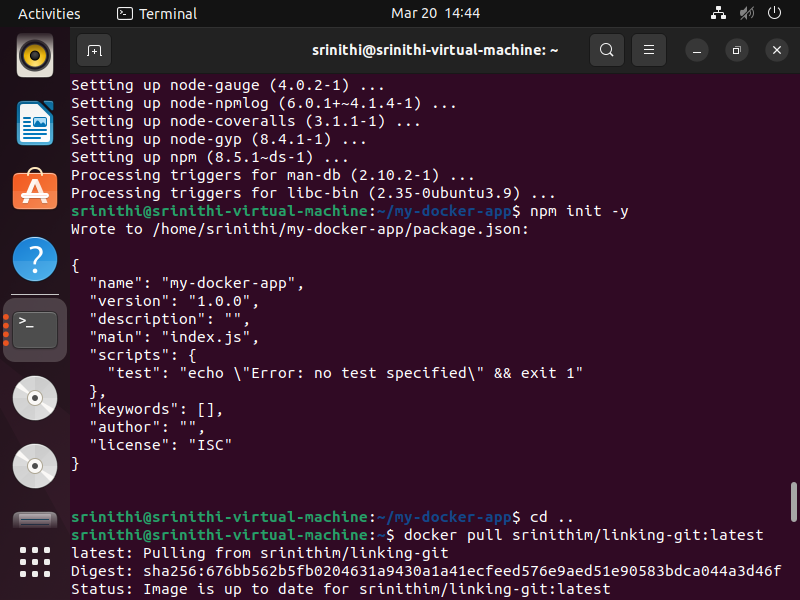 Activities
Terminal
Mar 20 14:44
srinithi@srinithi-virtual-machine: ~
Setting up node-gauge (4.0.2-1) ...
Setting up node-npmlog (6.0.1+~4.1.4-1) ...
Setting up node-coveralls (3.1.1-1) ...
Setting up node-gyp (8.4.1-1) ...
Setting up npm (8.5.1~ds-1) ...
Processing triggers for man-db (2.10.2-1) ...
Processing triggers for libc-bin (2.35-0ubuntu3.9) ...
srinithi@srinithi-virtual-machine:~/my-docker-app$ npm init -y
Wrote to /home/srinithi/my-docker-app/package.json:
{
  "name": "my-docker-app",
  "version": "1.0.0",
  "description": "",
  "main": "index.js",
  "scripts": {
    "test": "echo \"Error: no test specified\" && exit 1"
  },
  "keywords": [],
  "author": "",
  "license": "ISC"
}
srinithi@srinithi-virtual-machine:~/my-docker-app$ cd ..
srinithi@srinithi-virtual-machine:~$ docker pull srinithim/linking-git:latest
latest: Pulling from srinithim/linking-git
Digest: sha256:676bb562b5fb0204631a9430a1a41ecfeed576e9aed51e90583bdca044a3d46f
Status: Image is up to date for srinithim/linking-git:latest